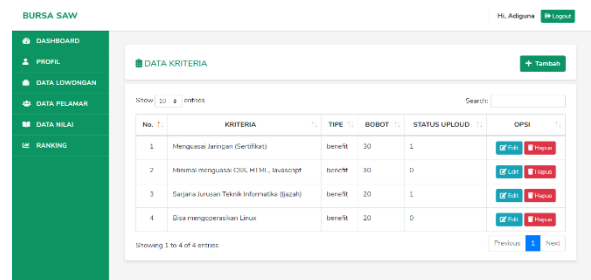 BURSA SAW
Hi, Adiguna Logout
DASHBOARD
PROFIL
DATA LOWONGAN
DATA PELAMAR
DATA NILAI
RANKING
DATA KRITERIA
+ Tambah
Show 10 entries
Search:
No. KRITERIA TIPE BOBOT STATUS UPLOUD OPSI
1 Menguasai Jaringan (Sertifikat) benefit 30 1 Edit Hapus
2 Minimal menguasai CSS, HTML, Javascript benefit 30 0 Edit Hapus
3 Sarjana Jurusan Teknik Informatika (Ijazah) benefit 20 1 Edit Hapus
4 Bisa mengoperasikan Linux benefit 20 0 Edit Hapus
Showing 1 to 4 of 4 entries
Previous 1 Next